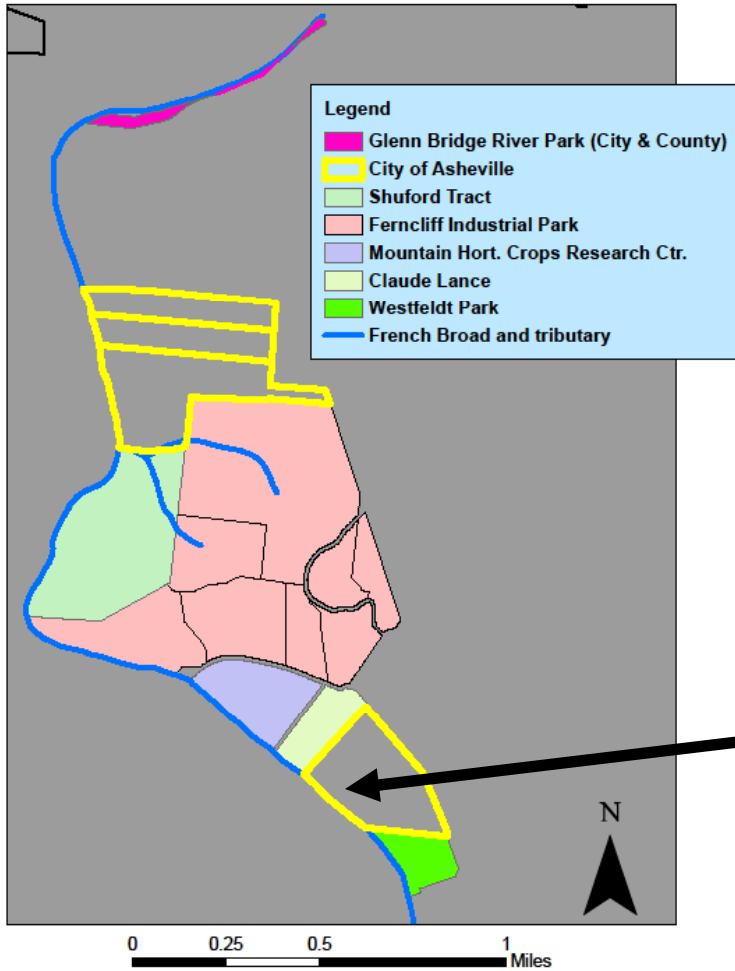 Legend
Glenn Bridge River Park (City & County)
City of Asheville
Shuford Tract
Ferncliff Industrial Park
Mountain Hort. Crops Research Ctr.
Claude Lance
Westfeldt Park
French Broad and tributary
N
0 0.25 0.5 1
Miles